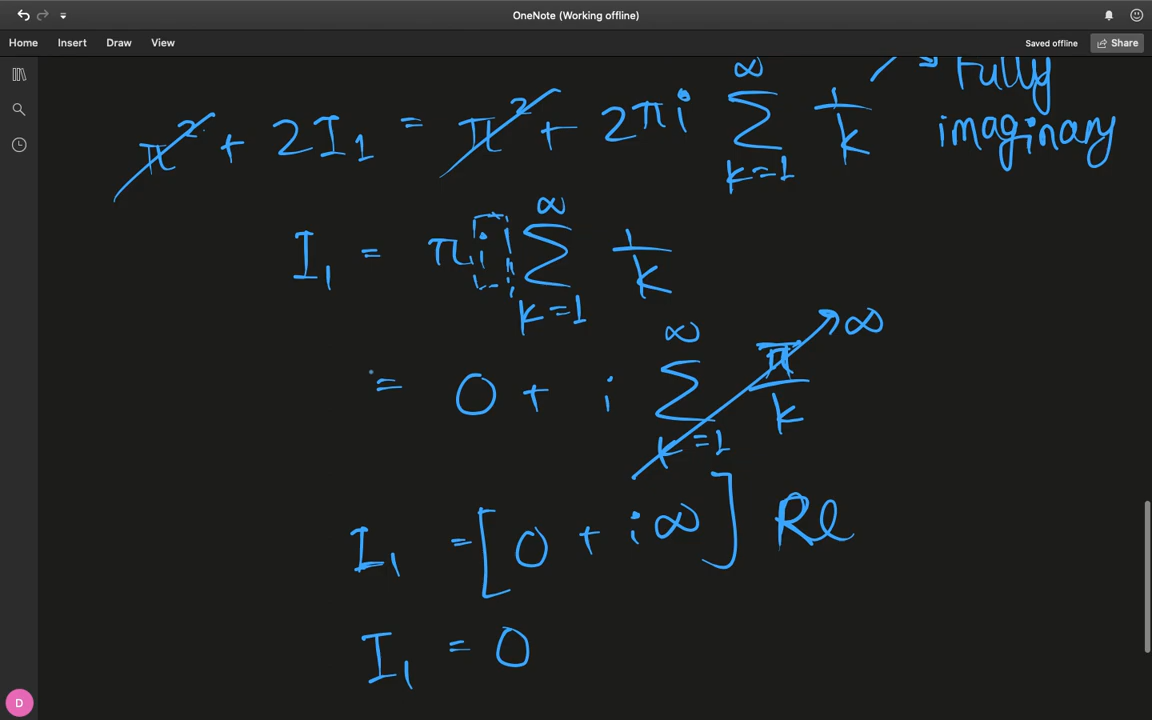 OneNote (Working offline)
Home Insert Draw View Saved offline Share
→ Fully
π² + 2I₁ = π² + 2πi ∑_{k=1}^{∞} 1/k imaginary
I₁ = πi ∑_{k=1}^{∞} 1/k
= 0 + i ∑_{k=1}^{∞} π/k ∞
I₁ = [0 + i∞] Re
I₁ = 0
D